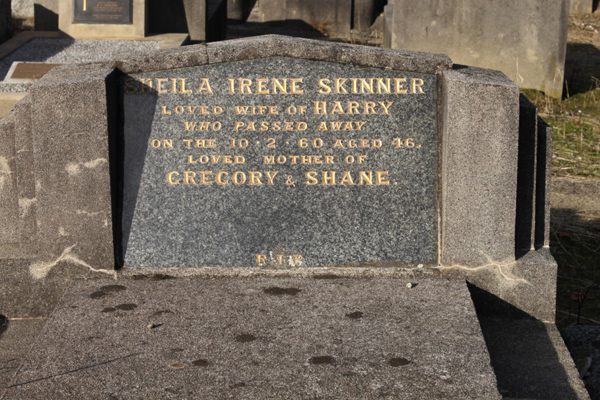 SHEILA IRENE SKINNER
LOVED WIFE OF HARRY
WHO PASSED AWAY
ON THE 10·2·60 AGED 46.
LOVED MOTHER OF
GREGORY & SHANE.
R.I.P.